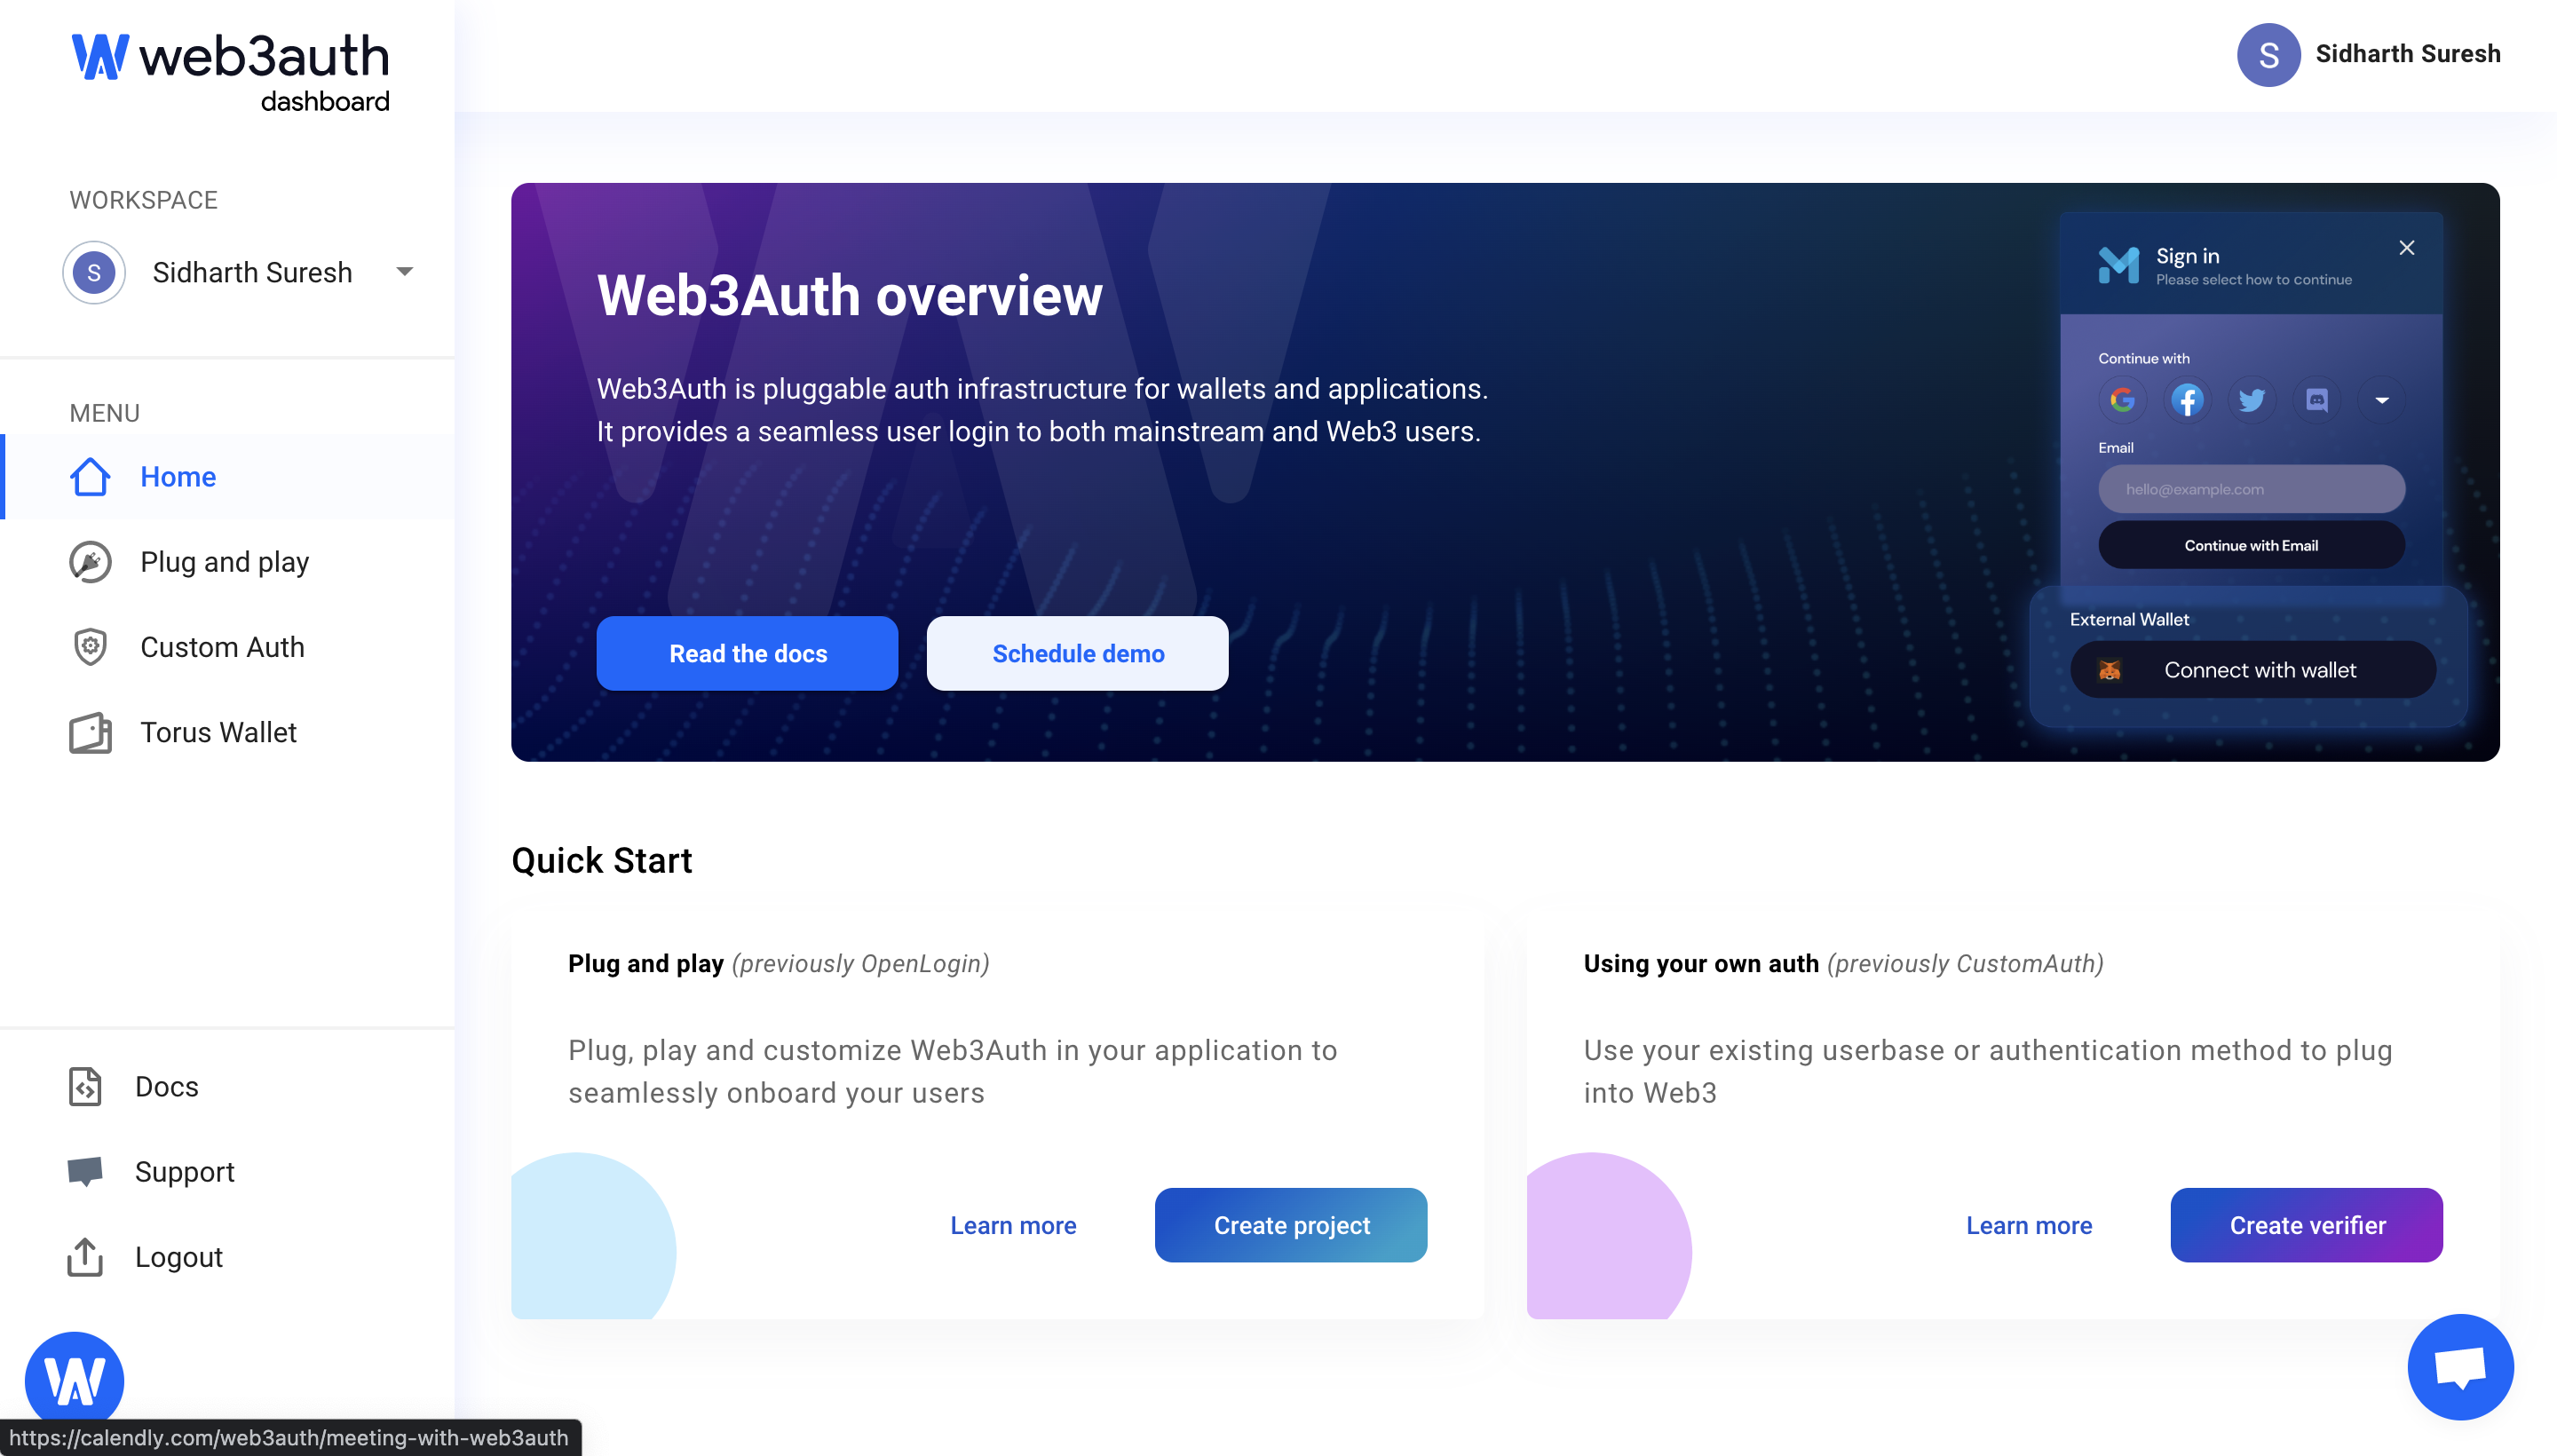 web3auth
dashboard
S
Sidharth Suresh
WORKSPACE
S
Sidharth Suresh
MENU
Home
Plug and play
Custom Auth
Torus Wallet
Docs
Support
Logout
https://calendly.com/web3auth/meeting-with-web3auth
Web3Auth overview
Web3Auth is pluggable auth infrastructure for wallets and applications.
It provides a seamless user login to both mainstream and Web3 users.
Read the docs
Schedule demo
Sign in
Please select how to continue
Continue with
Email
hello@example.com
Continue with Email
External Wallet
Connect with wallet
Quick Start
Plug and play (previously OpenLogin)
Plug, play and customize Web3Auth in your application to
seamlessly onboard your users
Learn more
Create project
Using your own auth (previously CustomAuth)
Use your existing userbase or authentication method to plug
into Web3
Learn more
Create verifier